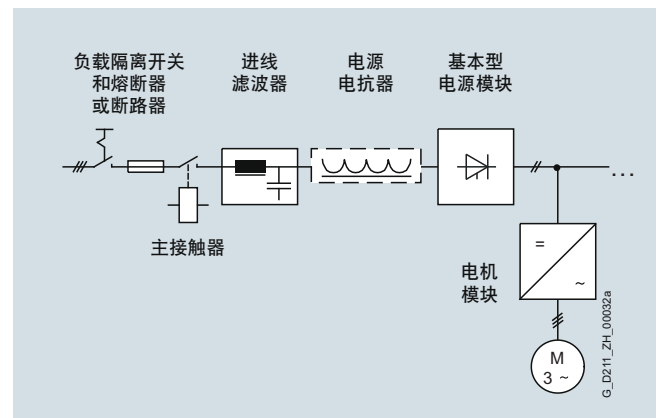 负载隔离开关
和熔断器
或断路器
进线
滤波器
电源
电抗器
基本型
电源模块
主接触器
...
电机
模块
=
~
M
3 ~
G_D211_ZH_00032a